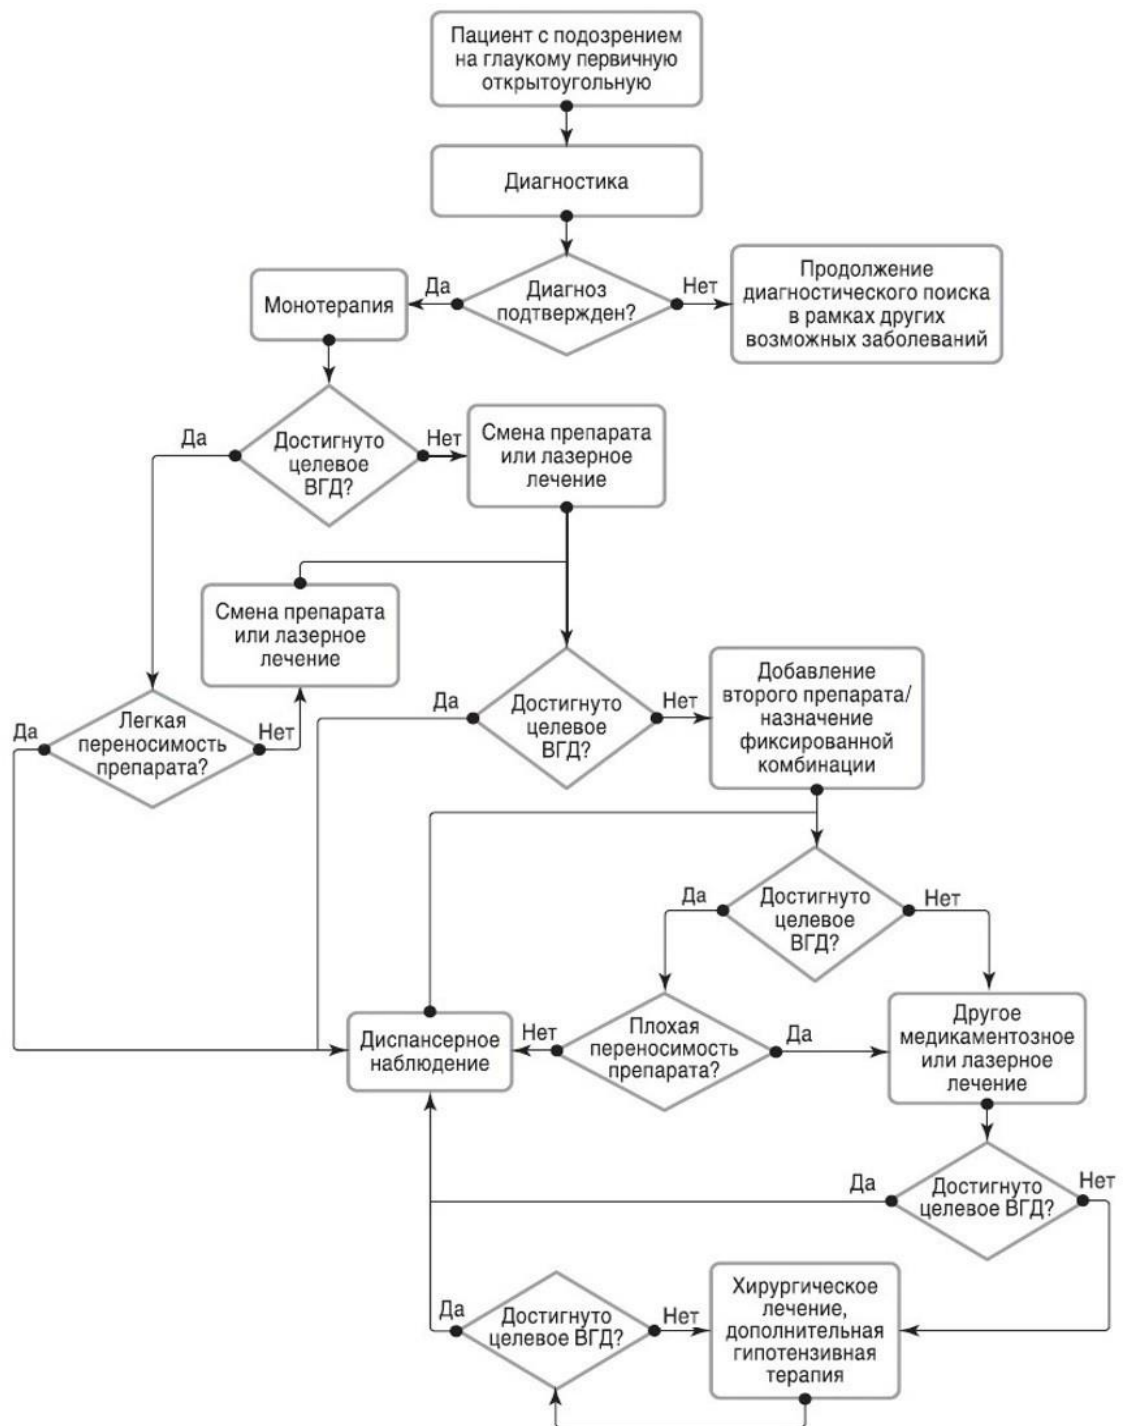 Пациент с подозрением
на глаукому первичную
открытоугольную
Диагностика
Да
Диагноз
подтвержден?
Нет
Монотерапия
Продолжение
диагностического поиска
в рамках других
возможных заболеваний
Да
Достигнуто
целевое
ВГД?
Нет
Смена препарата
или лазерное
лечение
Смена препарата
или лазерное
лечение
Да
Легкая
переносимость
препарата?
Нет
Да
Достигнуто
целевое
ВГД?
Нет
Добавление
второго препарата/
назначение
фиксированной
комбинации
Да
Достигнуто
целевое
ВГД?
Нет
Диспансерное
наблюдение
Нет
Плохая
переносимость
препарата?
Да
Другое
медикаментозное
или лазерное
лечение
Да
Достигнуто
целевое ВГД?
Нет
Да
Достигнуто
целевое ВГД?
Нет
Хирургическое
лечение,
дополнительная
гипотензивная
терапия